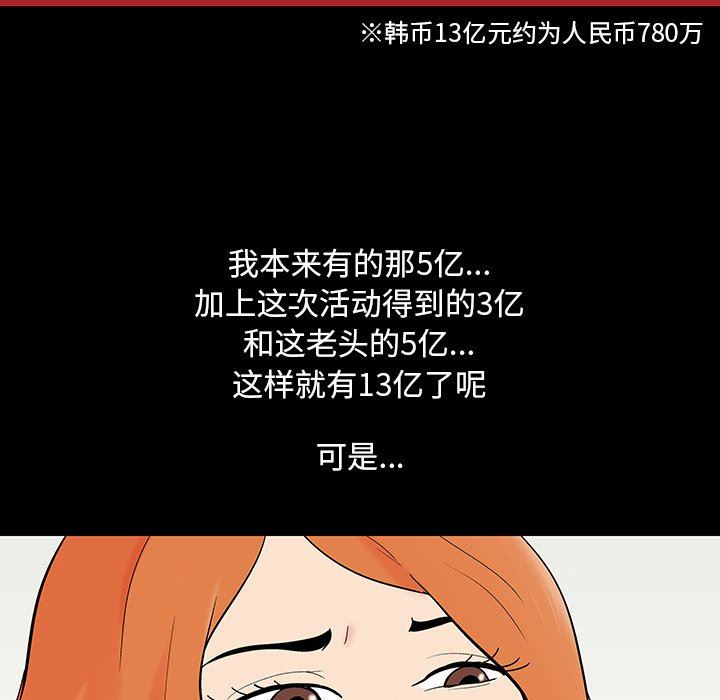 ※韩币13亿元约为人民币780万
我本来有的那5亿...
加上这次活动得到的3亿
和这老头的5亿...
这样就有13亿了呢
可是...